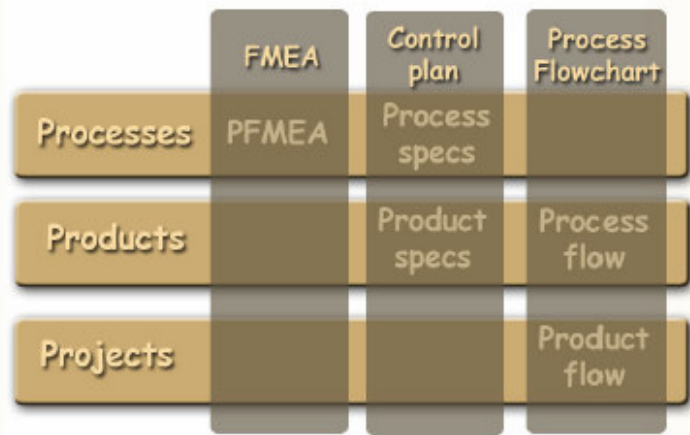 FMEA
Control
plan
Process
Flowchart
Processes
PFMEA
Process
specs
Products
Product
specs
Process
flow
Projects
Product
flow